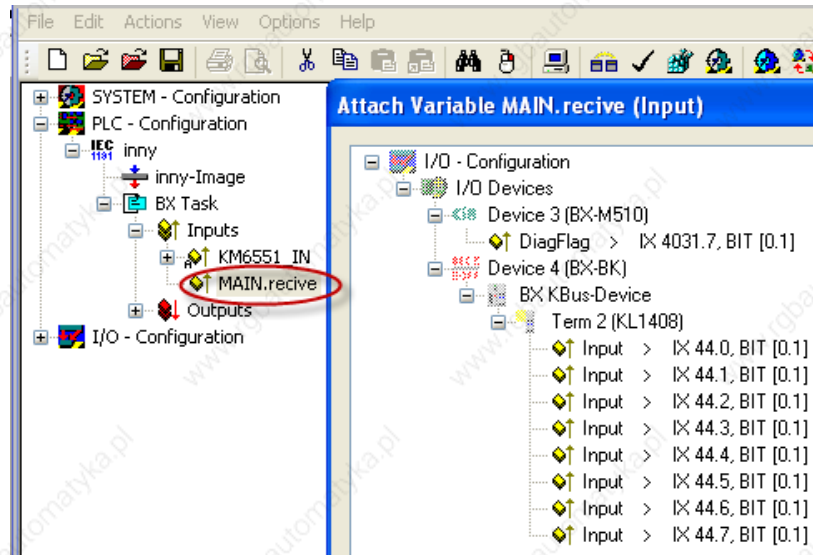 File Edit Actions View Options Help
SYSTEM - Configuration
PLC - Configuration
IEC 1131 inny
inny-Image
BX Task
Inputs
KM6551_IN
MAIN.recive
Outputs
I/O - Configuration
Attach Variable MAIN.recive (Input)
I/O - Configuration
I/O Devices
Device 3 (BX-M510)
DiagFlag > IX 4031.7, BIT [0.1]
Device 4 (BX-BK)
BX KBus-Device
Term 2 (KL1408)
Input > IX 44.0, BIT [0.1]
Input > IX 44.1, BIT [0.1]
Input > IX 44.2, BIT [0.1]
Input > IX 44.3, BIT [0.1]
Input > IX 44.4, BIT [0.1]
Input > IX 44.5, BIT [0.1]
Input > IX 44.6, BIT [0.1]
Input > IX 44.7, BIT [0.1]